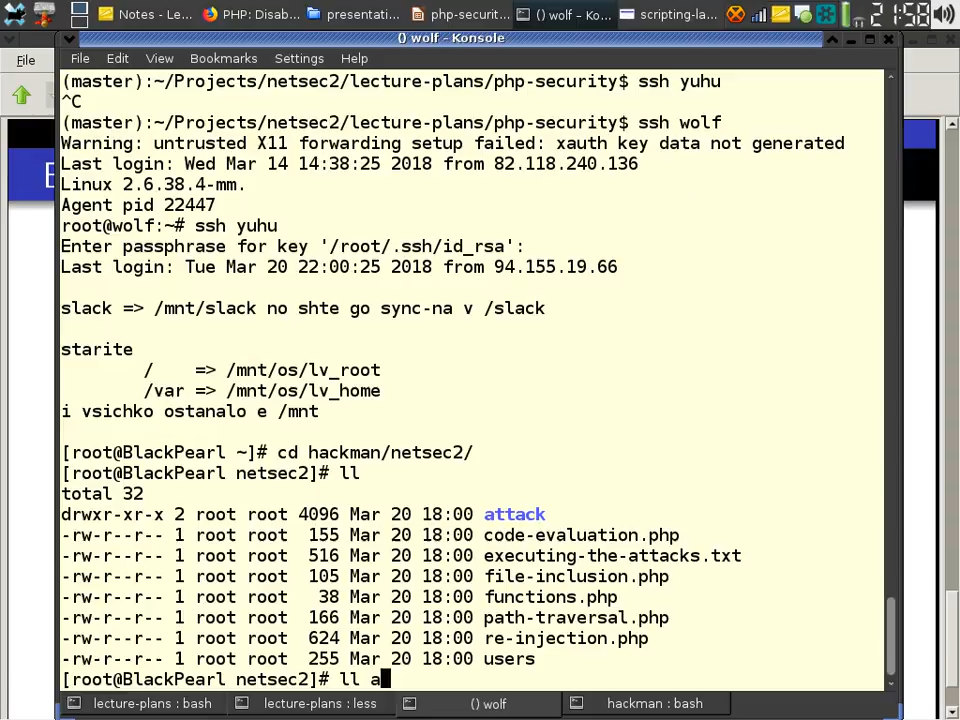 Notes - Le...
PHP: Disab...
presentati...
php-securit...
() wolf - Ko...
scripting-la...
2 1:58
() wolf - Konsole
File
File Edit View Bookmarks Settings Help
(master):~/Projects/netsec2/lecture-plans/php-security$ ssh yuhu
^C
(master):~/Projects/netsec2/lecture-plans/php-security$ ssh wolf
Warning: untrusted X11 forwarding setup failed: xauth key data not generated
Last login: Wed Mar 14 14:38:25 2018 from 82.118.240.136
Linux 2.6.38.4-mm.
Agent pid 22447
root@wolf:~# ssh yuhu
Enter passphrase for key '/root/.ssh/id_rsa':
Last login: Tue Mar 20 22:00:25 2018 from 94.155.19.66
slack => /mnt/slack no shte go sync-na v /slack
starite
/ => /mnt/os/lv_root
/var => /mnt/os/lv_home
i vsichko ostanalo e /mnt
[root@BlackPearl ~]# cd hackman/netsec2/
[root@BlackPearl netsec2]# ll
total 32
drwxr-xr-x 2 root root 4096 Mar 20 18:00 attack
-rw-r--r-- 1 root root 155 Mar 20 18:00 code-evaluation.php
-rw-r--r-- 1 root root 516 Mar 20 18:00 executing-the-attacks.txt
-rw-r--r-- 1 root root 105 Mar 20 18:00 file-inclusion.php
-rw-r--r-- 1 root root 38 Mar 20 18:00 functions.php
-rw-r--r-- 1 root root 166 Mar 20 18:00 path-traversal.php
-rw-r--r-- 1 root root 624 Mar 20 18:00 re-injection.php
-rw-r--r-- 1 root root 255 Mar 20 18:00 users
[root@BlackPearl netsec2]# ll a
lecture-plans : bash
lecture-plans : less
() wolf
hackman : bash